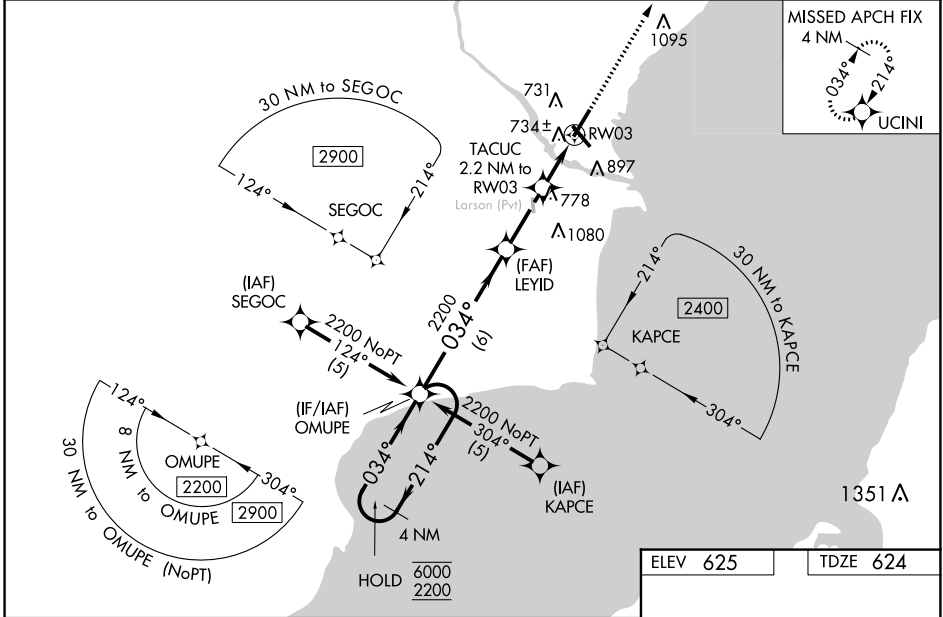 MISSED APCH FIX
4 NM
034°
214°
UCINI
1095
731
734±
RW03
TACUC
2.2 NM to
RW03
Larson (Pvt)
897
778
1080
30 NM to SEGOC
2900
124°
214°
SEGOC
(FAF)
LEYID
(IAF)
SEGOC
2200 NoPT
124°
(5)
2200
034°
(6)
214°
30 NM to KAPCE
2400
KAPCE
304°
(IF/IAF)
OMUPE
2200 NoPT
304°
(5)
(IAF)
KAPCE
034°
214°
4 NM
HOLD
6000
2200
124°
OMUPE
304°
2200
8 NM to OMUPE
2900
30 NM to OMUPE (NoPT)
1351
ELEV 625
TDZE 624